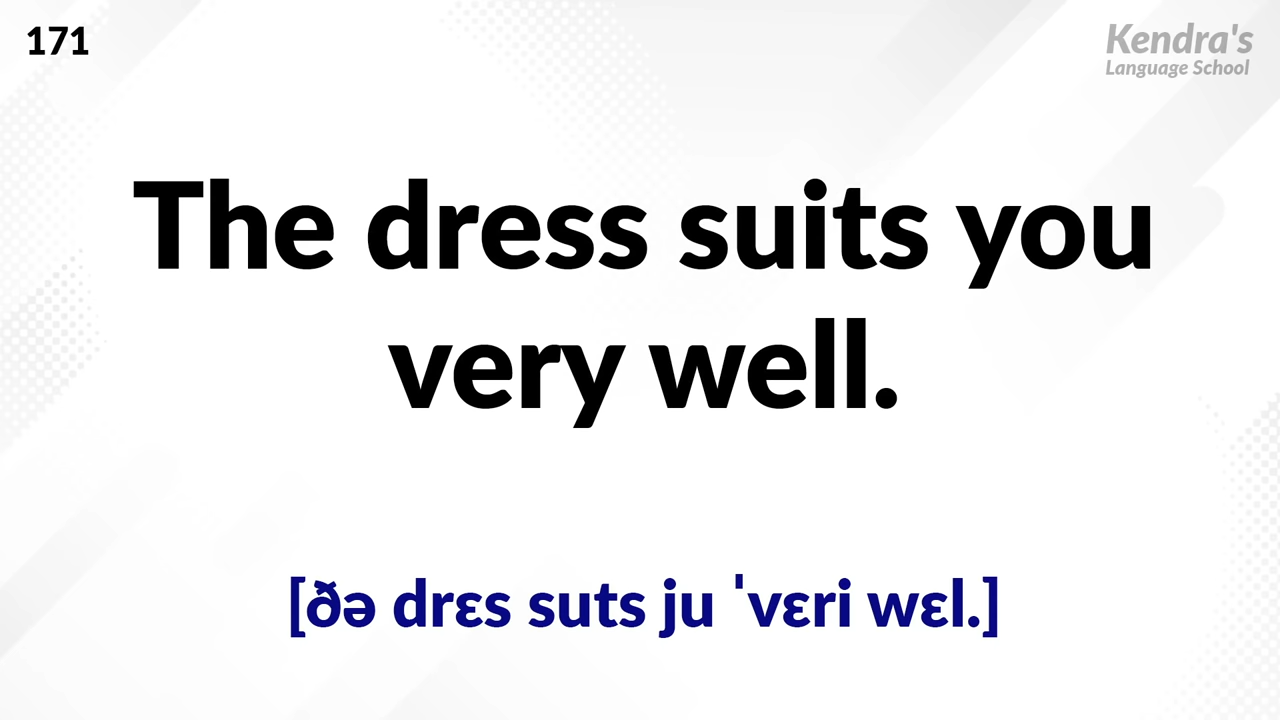 171
Kendra's
Language School
The dress suits you
very well.
[ðə drɛs suts ju ˈvɛri wɛl.]